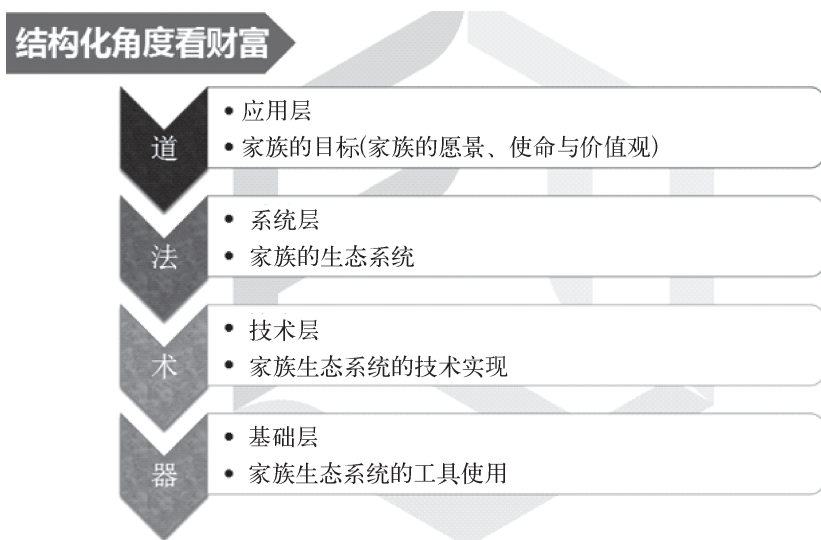 结构化角度看财富
道
• 应用层
• 家族的目标(家族的愿景、使命与价值观)
法
• 系统层
• 家族的生态系统
术
• 技术层
• 家族生态系统的技术实现
器
• 基础层
• 家族生态系统的工具使用